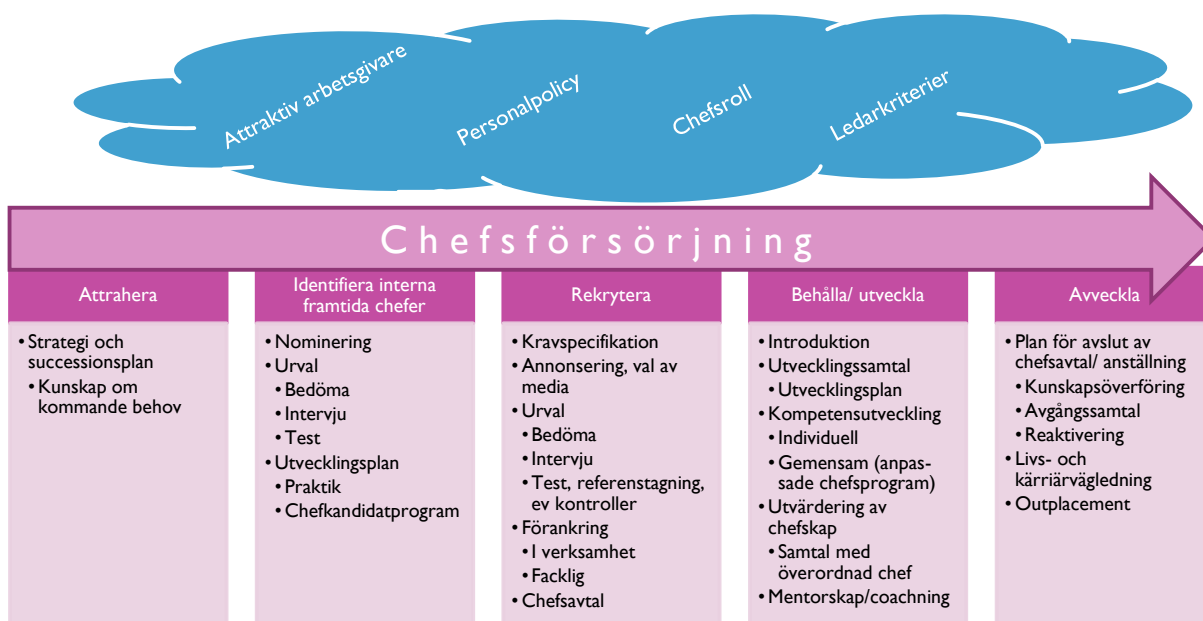 Attraktiv arbetsgivare
Personalpolicy
Chefsroll
Ledarkriterier
Chefsförsörjning
Attrahera
• Strategi och
successionsplan
• Kunskap om
kommande behov
Identifiera interna
framtida chefer
• Nominering
• Urval
• Bedöma
• Intervju
• Test
• Utvecklingsplan
• Praktik
• Chefkandidatprogram
Rekrytera
• Kravspecifikation
• Annonsering, val av
media
• Urval
• Bedöma
• Intervju
• Test, referenstagning,
ev kontroller
• Förankring
• I verksamhet
• Facklig
• Chefsavtal
Behålla/ utveckla
• Introduktion
• Utvecklingssamtal
• Utvecklingsplan
• Kompetensutveckling
• Individuell
• Gemensam (anpas-
sade chefsprogram)
• Utvärdering av
chefskap
• Samtal med
överordnad chef
• Mentorskap/coachning
Avveckla
• Plan för avslut av
chefsavtal/ anställning
• Kunskapsöverföring
• Avgångssamtal
• Reaktivering
• Livs- och
kärriärvägledning
• Outplacement